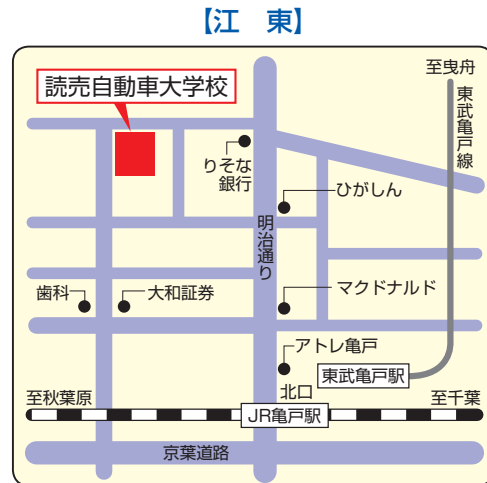 【江 東】
至曳舟
読売自動車大学校
東武亀戸線
りそな
銀行
ひがしん
明治通り
歯科
大和証券
マクドナルド
アトレ亀戸
東武亀戸駅
北口
至秋葉原
至千葉
JR亀戸駅
京葉道路